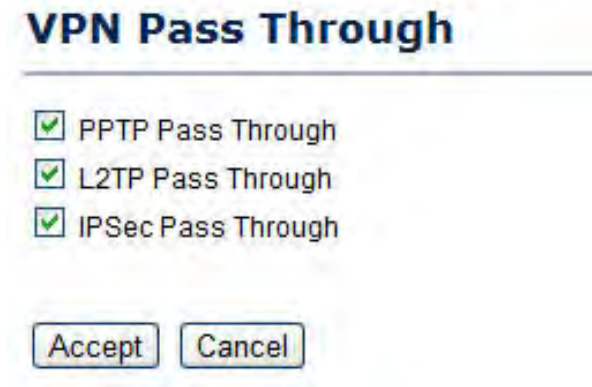 VPN Pass Through
PPTP Pass Through
L2TP Pass Through
IPSec Pass Through
Accept Cancel